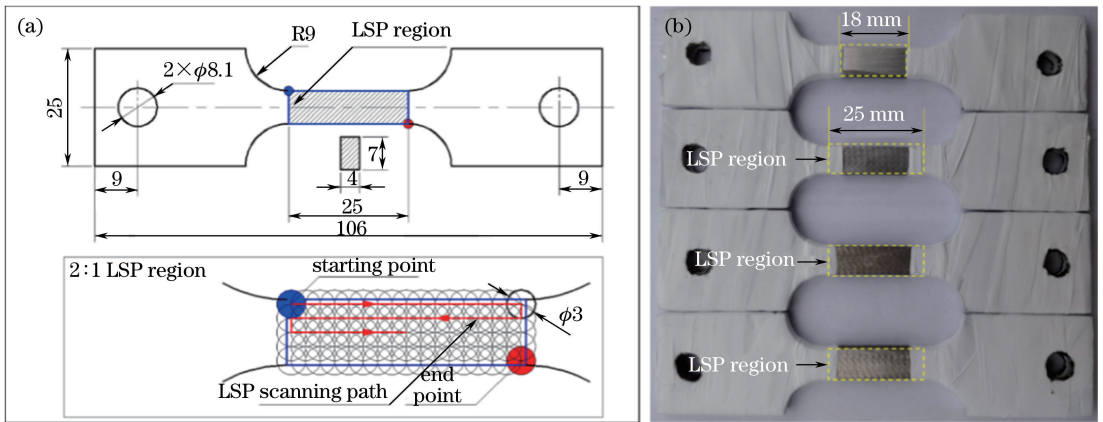 (a)
R9
LSP region
2×φ8.1
25
7
4
9
9
25
106
2:1 LSP region
starting point
φ3
LSP scanning path
end
point
(b)
18 mm
25 mm
LSP region
LSP region
LSP region